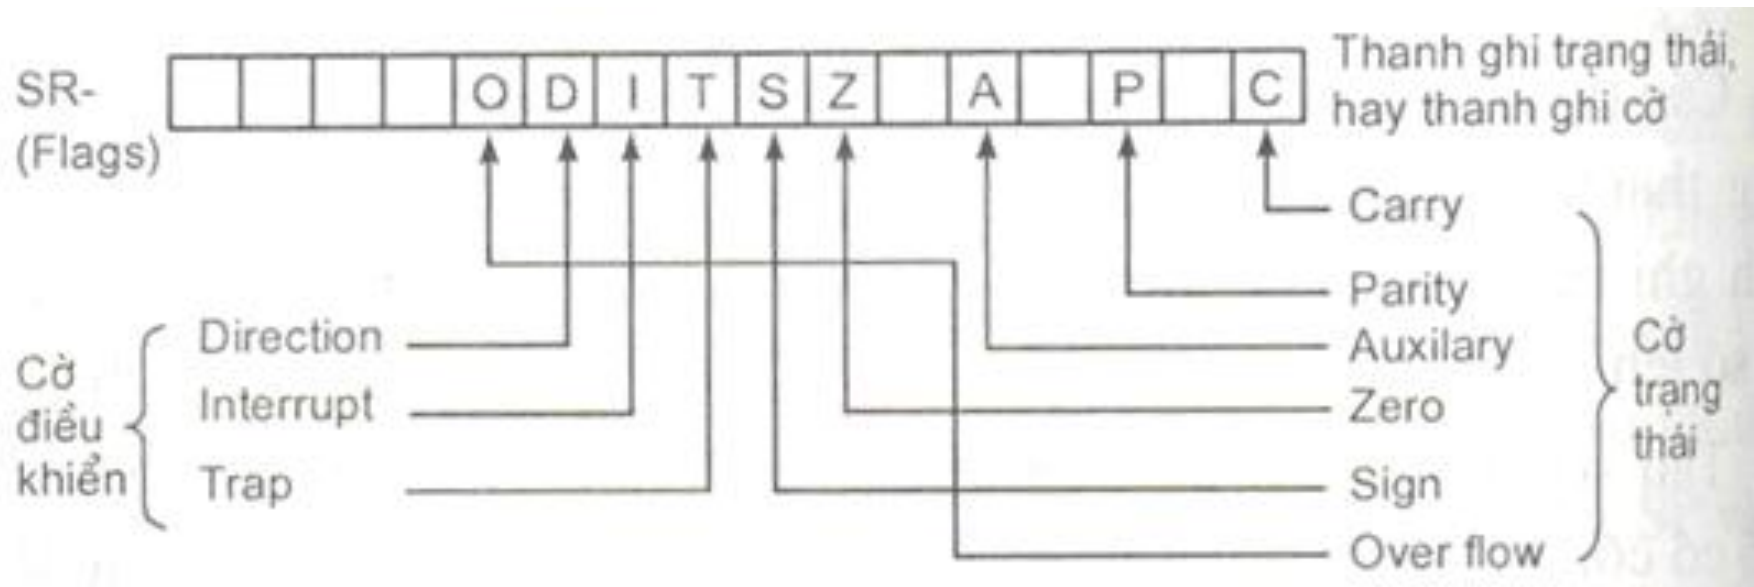 SR-
(Flags)
O D I T S Z A P C
Thanh ghi trạng thái,
hay thanh ghi cờ
Carry
Parity
Auxilary
Zero
Sign
Over flow
Cờ
trạng
thái
Direction
Interrupt
Trap
Cờ
điều
khiển